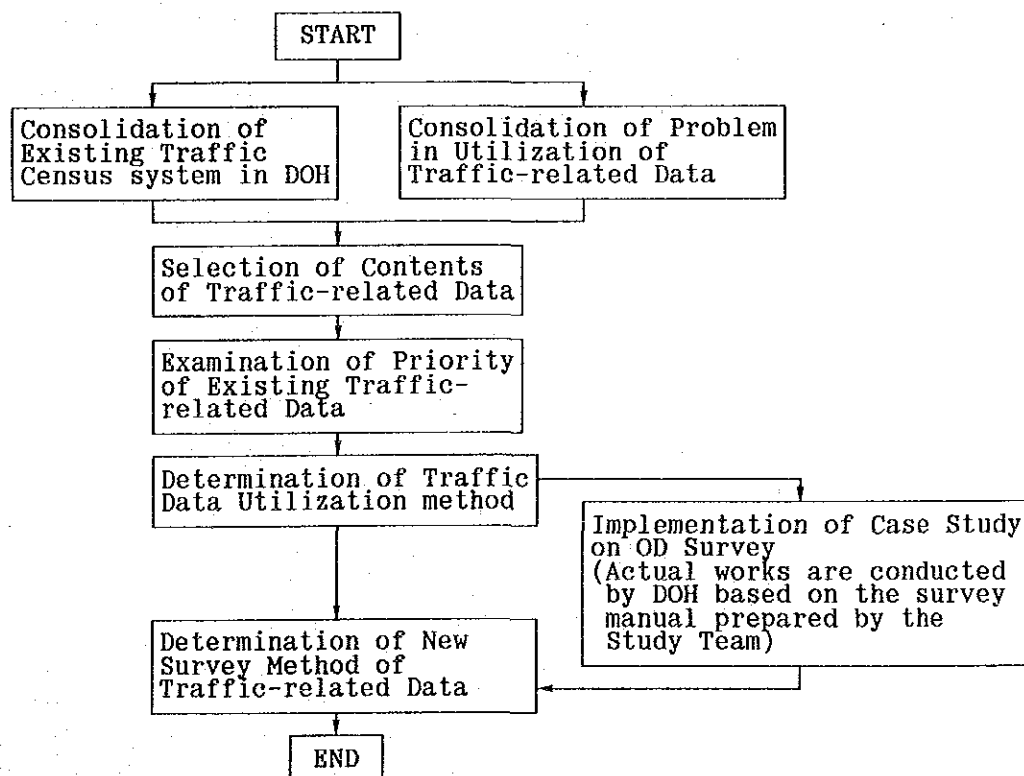 START
Consolidation of
Existing Traffic
Census system in DOH
Consolidation of Problem
in Utilization of
Traffic-related Data
Selection of Contents
of Traffic-related Data
Examination of Priority
of Existing Traffic-
related Data
Determination of Traffic
Data Utilization method
Implementation of Case Study
on OD Survey
(Actual works are conducted
by DOH based on the survey
manual prepared by the
Study Team)
Determination of New
Survey Method of
Traffic-related Data
END